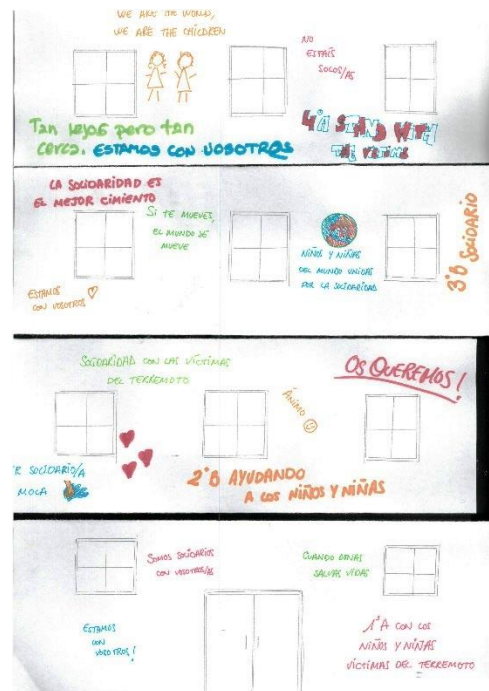 WE ARE THE WORLD,
WE ARE THE CHILDREN
NO
ESTAÍS
SOLOS/AS
Tan lejos pero tan
cerca. ESTAMOS CON VOSOTROS
4ºA STAND WITH
THE VICTIMS
LA SOLIDARIDAD ES
EL MEJOR CIMIENTO
Si TE MUEVES,
EL MUNDO SE
MUEVE
NIÑOS Y NIÑAS
DEL MUNDO UNIDAS
POR LA SOLIDARIDAD
3ºB SOLIDARIO
ESTAMOS
CON VOSOTROS
SOLIDARIDAD CON LAS VÍCTIMAS
DEL TERREMOTO
OS QUEREMOS!
ÁNIMO
R SOLIDARIO/A
MOLA
2ºB AYUDANDO
A LOS NIÑOS Y NIÑAS
SOMOS SOLIDARIOS
CON VOSOTROS/AS
CUANDO DONAS
SALVAS VIDAS
ESTAMOS
CON
VOSOTROS!
1ºA CON LOS
NIÑOS Y NIÑAS
VÍCTIMAS DEL TERREMOTO